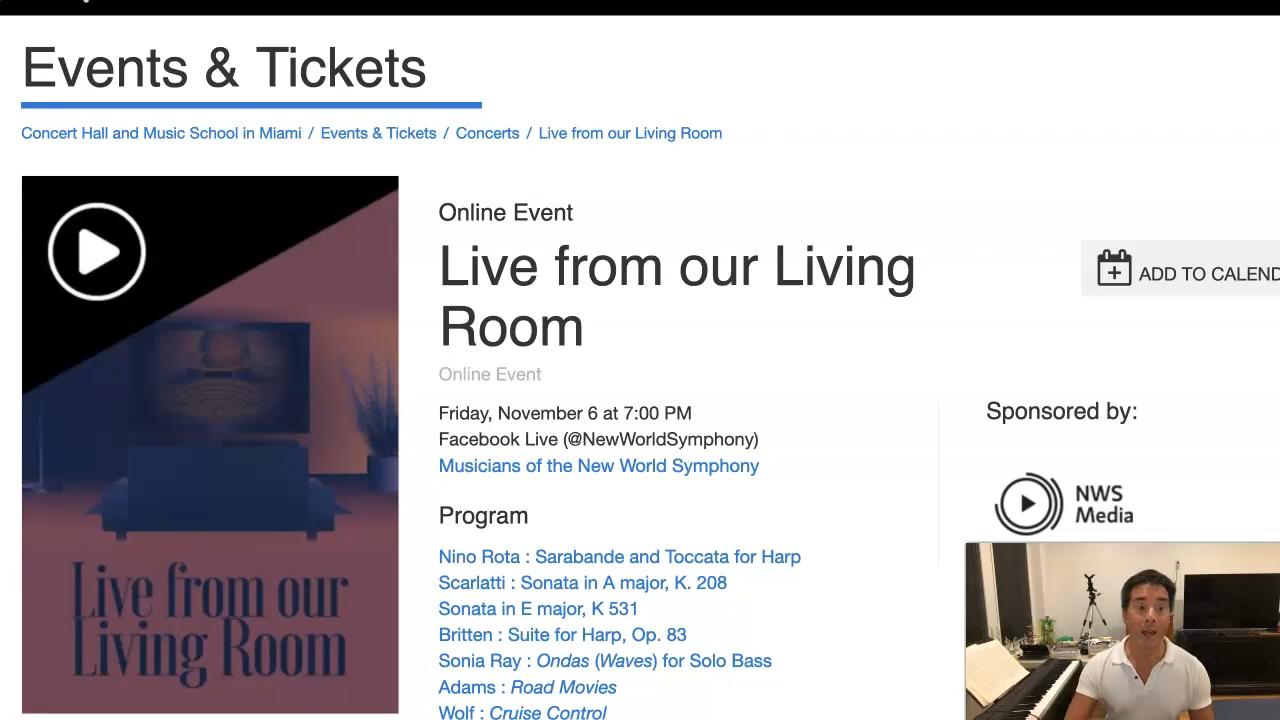 Events & Tickets
Concert Hall and Music School in Miami / Events & Tickets / Concerts / Live from our Living Room
Live from our
Living Room
Online Event
Live from our Living
Room
Online Event
Friday, November 6 at 7:00 PM
Facebook Live (@NewWorldSymphony)
Musicians of the New World Symphony
Program
Nino Rota : Sarabande and Toccata for Harp
Scarlatti : Sonata in A major, K. 208
Sonata in E major, K 531
Britten : Suite for Harp, Op. 83
Sonia Ray : Ondas (Waves) for Solo Bass
Adams : Road Movies
Wolf : Cruise Control
ADD TO CALEND
Sponsored by:
NWS
Media